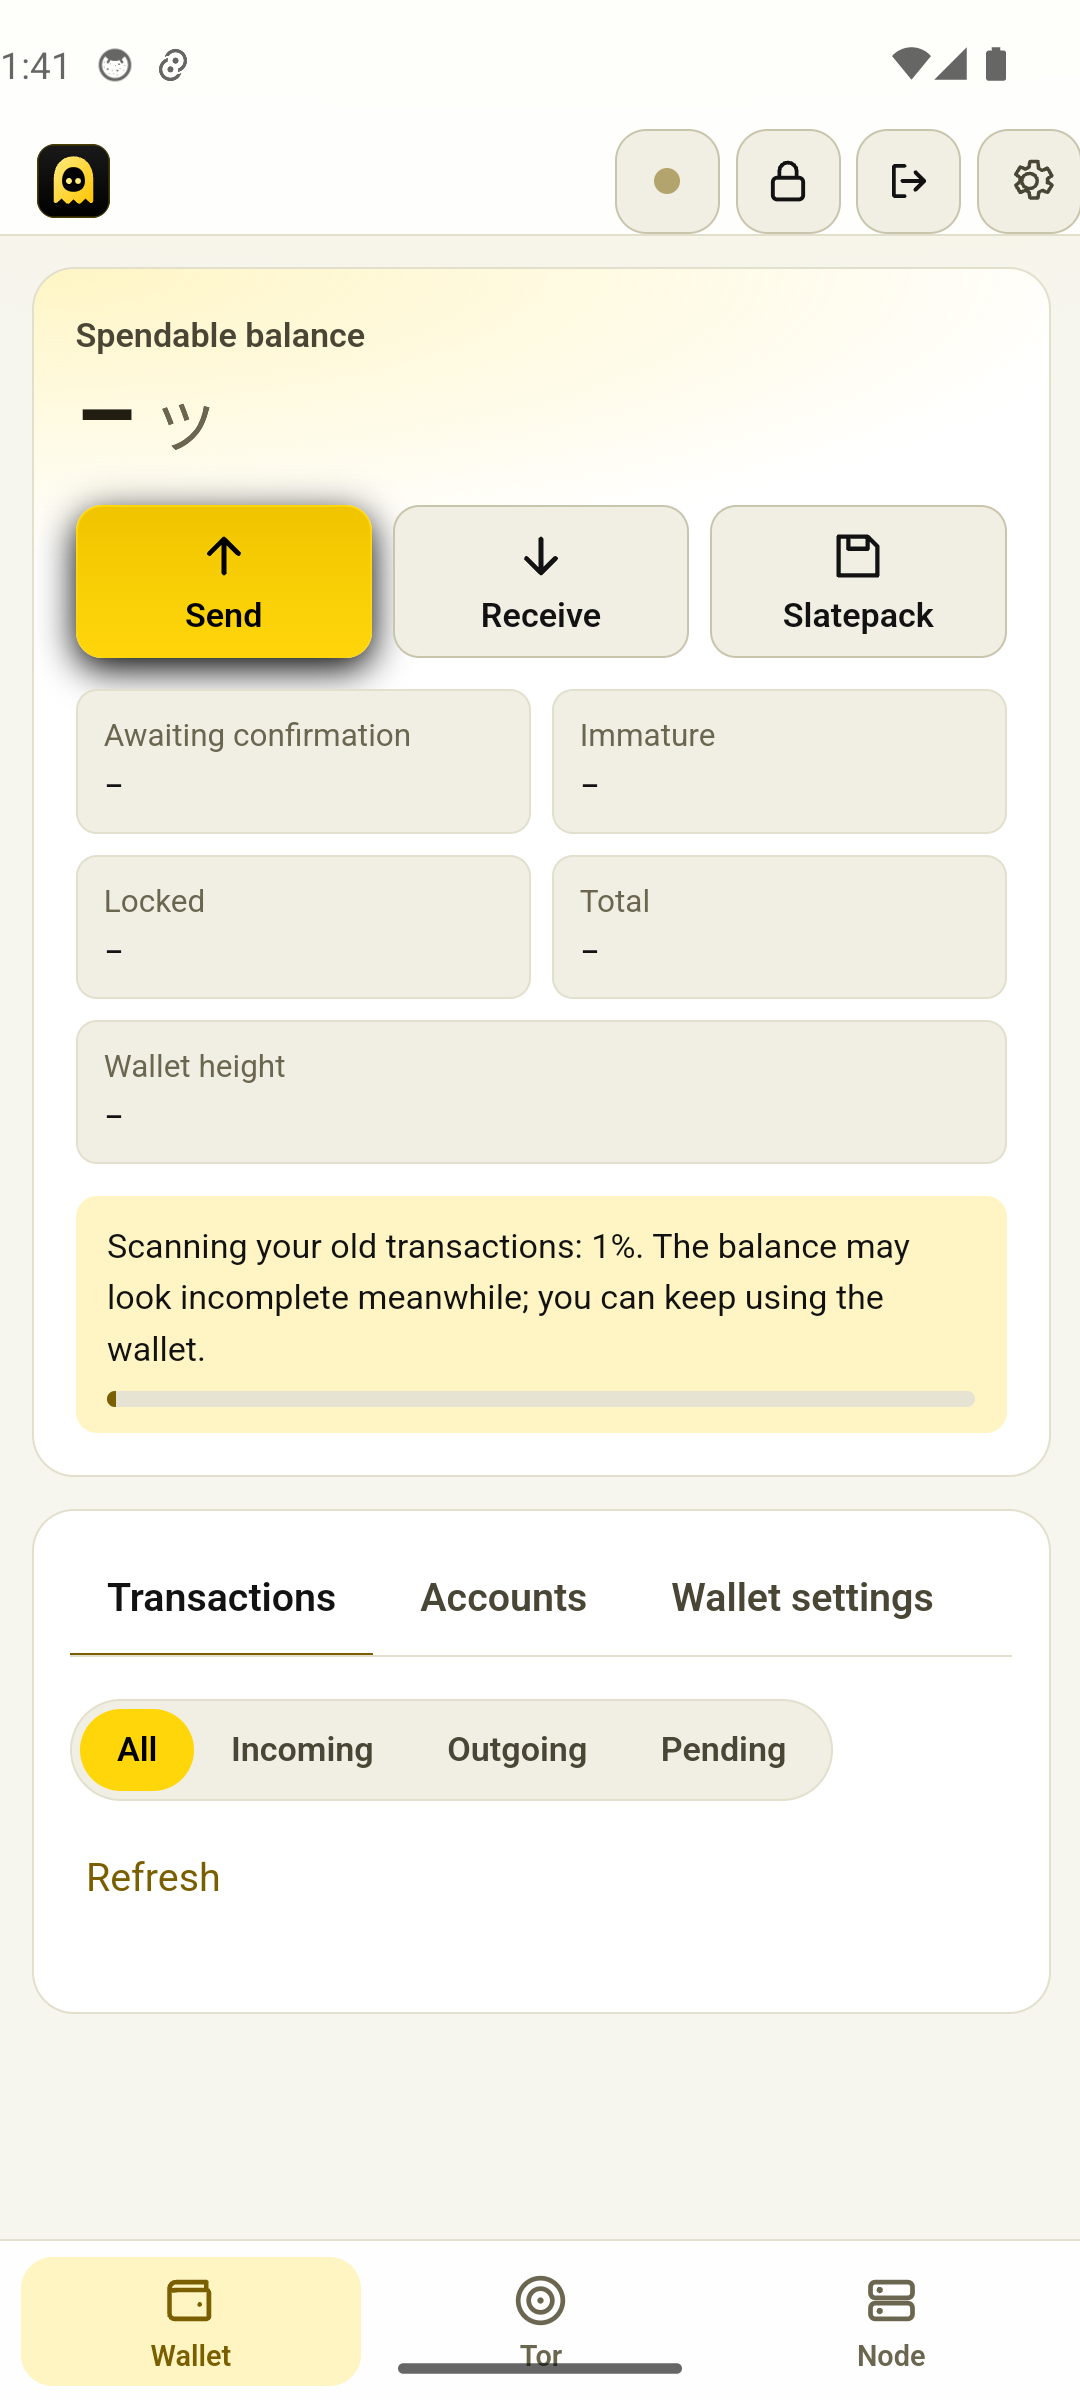 1:41
Spendable balance
– ツ
Send
Receive
Slatepack
Awaiting confirmation
–
Immature
–
Locked
–
Total
–
Wallet height
–
Scanning your old transactions: 1%. The balance may
look incomplete meanwhile; you can keep using the
wallet.
Transactions
Accounts
Wallet settings
All
Incoming
Outgoing
Pending
Refresh
Wallet
Tor
Node